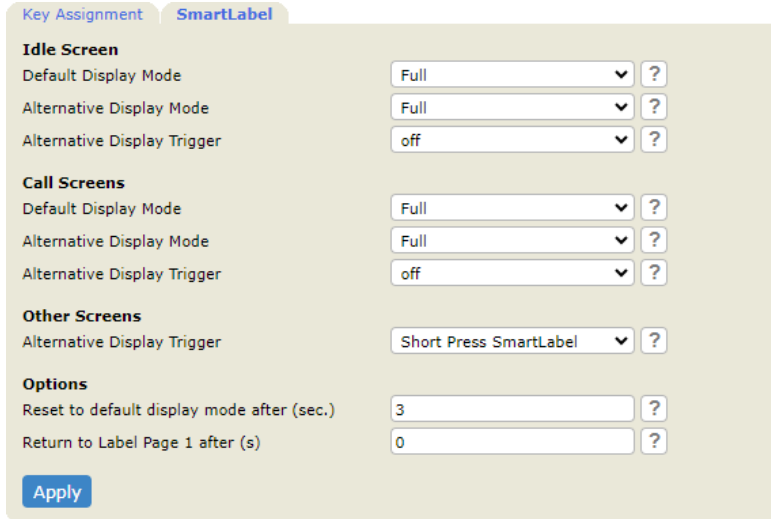 Key Assignment SmartLabel
Idle Screen
Default Display Mode Full ?
Alternative Display Mode Full ?
Alternative Display Trigger off ?
Call Screens
Default Display Mode Full ?
Alternative Display Mode Full ?
Alternative Display Trigger off ?
Other Screens
Alternative Display Trigger Short Press SmartLabel ?
Options
Reset to default display mode after (sec.) 3 ?
Return to Label Page 1 after (s) 0 ?
Apply